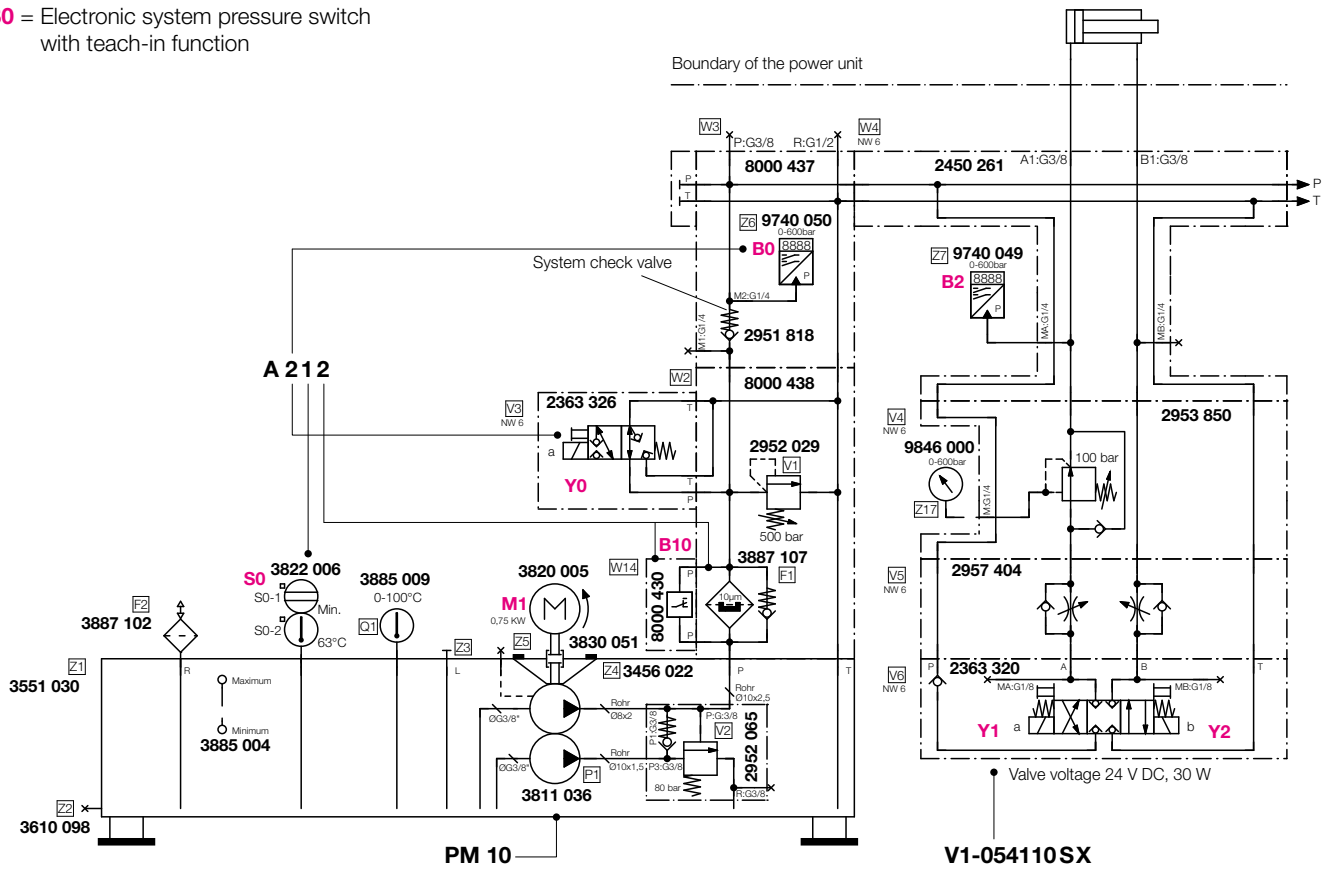 0 = Electronic system pressure switch
with teach-in function
Boundary of the power unit
W3
P:G3/8
R:G1/2
W4
NW 6
8000 437
2450 261
A1:G3/8
B1:G3/8
P
T
P
T
Z6
9740 050
0-600bar
B0
8888
P
Z7
9740 049
0-600bar
B2
8888
P
System check valve
M2:G1/4
M1:G1/4
2951 818
MA:G1/4
MB:G1/4
A 212
W2
8000 438
T
V3
NW 6
2363 326
a
Y0
T
P
2952 029
V1
500 bar
V4
NW 6
2953 850
9846 000
0-600bar
Z17
M:G1/4
100 bar
B10
W14
8000 430
P
P
3887 107
F1
10µm
V5
NW 6
2957 404
S0
3822 006
S0-1
Min.
S0-2
63°C
3885 009
0-100°C
Q1
3820 005
M1
0,75 KW
F2
3887 102
Z3
Z5
3830 051
Z4
3456 022
Z1
3551 030
R
L
P
T
Maximum
Minimum
3885 004
ØG3/8"
Rohr
Ø8x2
Rohr
Ø10x2,5
P1:G3/8
P:G:3/8
V2
2952 065
ØG3/8"
Rohr
Ø10x1,5
P1
P3:G3/8
80 bar
R:G3/8
3811 036
V6
NW 6
P
2363 320
A
B
T
MA:G1/8
MB:G1/8
Y1
a
b
Y2
Z2
3610 098
Valve voltage 24 V DC, 30 W
PM 10
V1-054110 SX